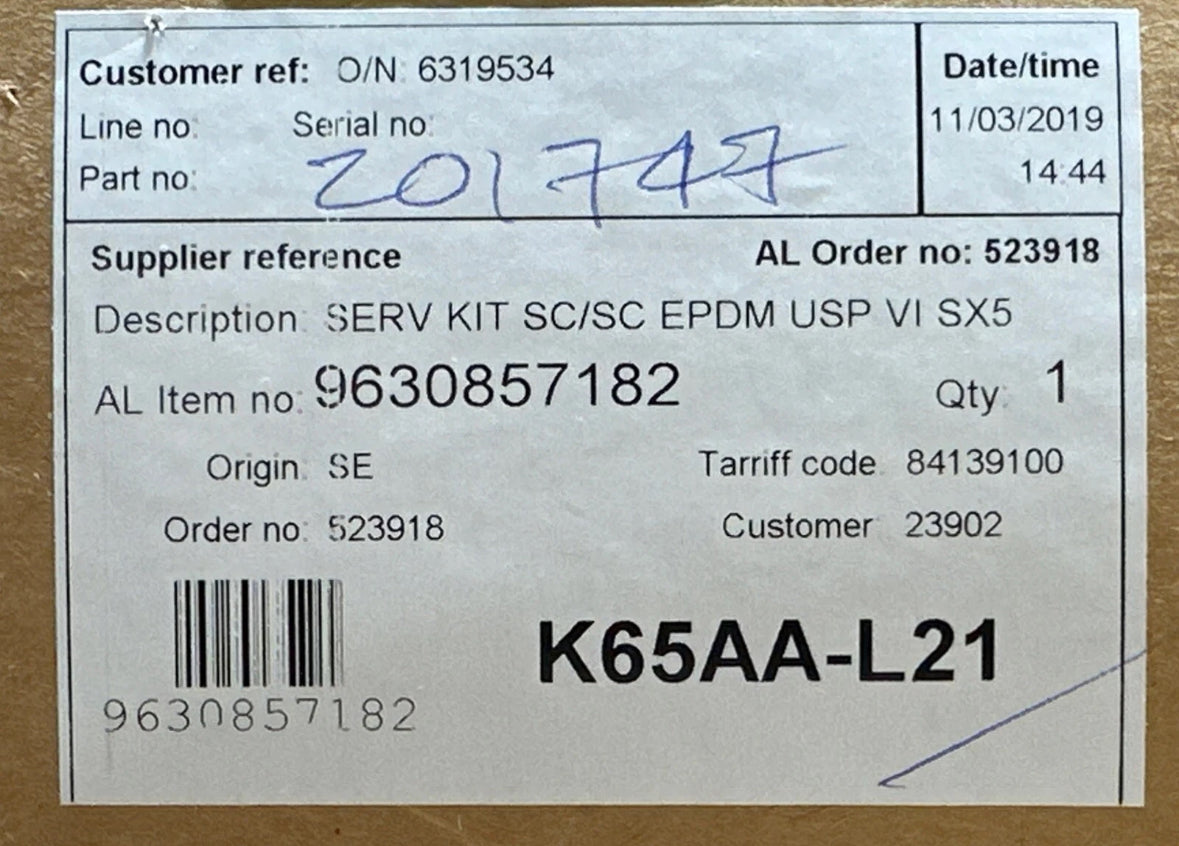 Customer ref: O/N: 6319534
Date/time
Line no: Serial no:
11/03/2019
Part no: 201747
14:44
Supplier reference AL Order no: 523918
Description: SERV KIT SC/SC EPDM USP VI SX5
AL Item no: 9630857182 Qty: 1
Origin: SE Tarriff code: 84139100
Order no: 523918 Customer: 23902
K65AA-L21
9630857182